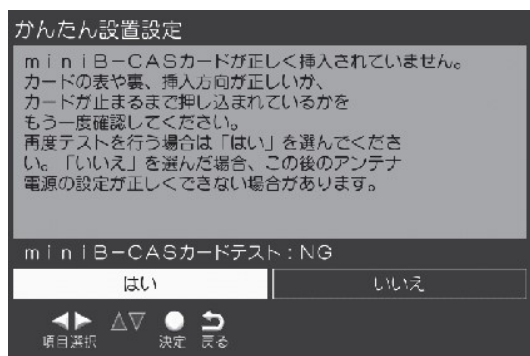 かんたん設置設定
ｍｉｎｉＢ－ＣＡＳカードが正しく挿入されていません。
カードの表や裏、挿入方向が正しいか、
カードが止まるまで押し込まれているかを
もう一度確認してください。
再度テストを行う場合は「はい」を選んでくださ
い。「いいえ」を選んだ場合、この後のアンテナ
電源の設定が正しくできない場合があります。
ｍｉｎｉＢ－ＣＡＳカードテスト：ＮＧ
はい　いいえ
項目選択　決定　戻る